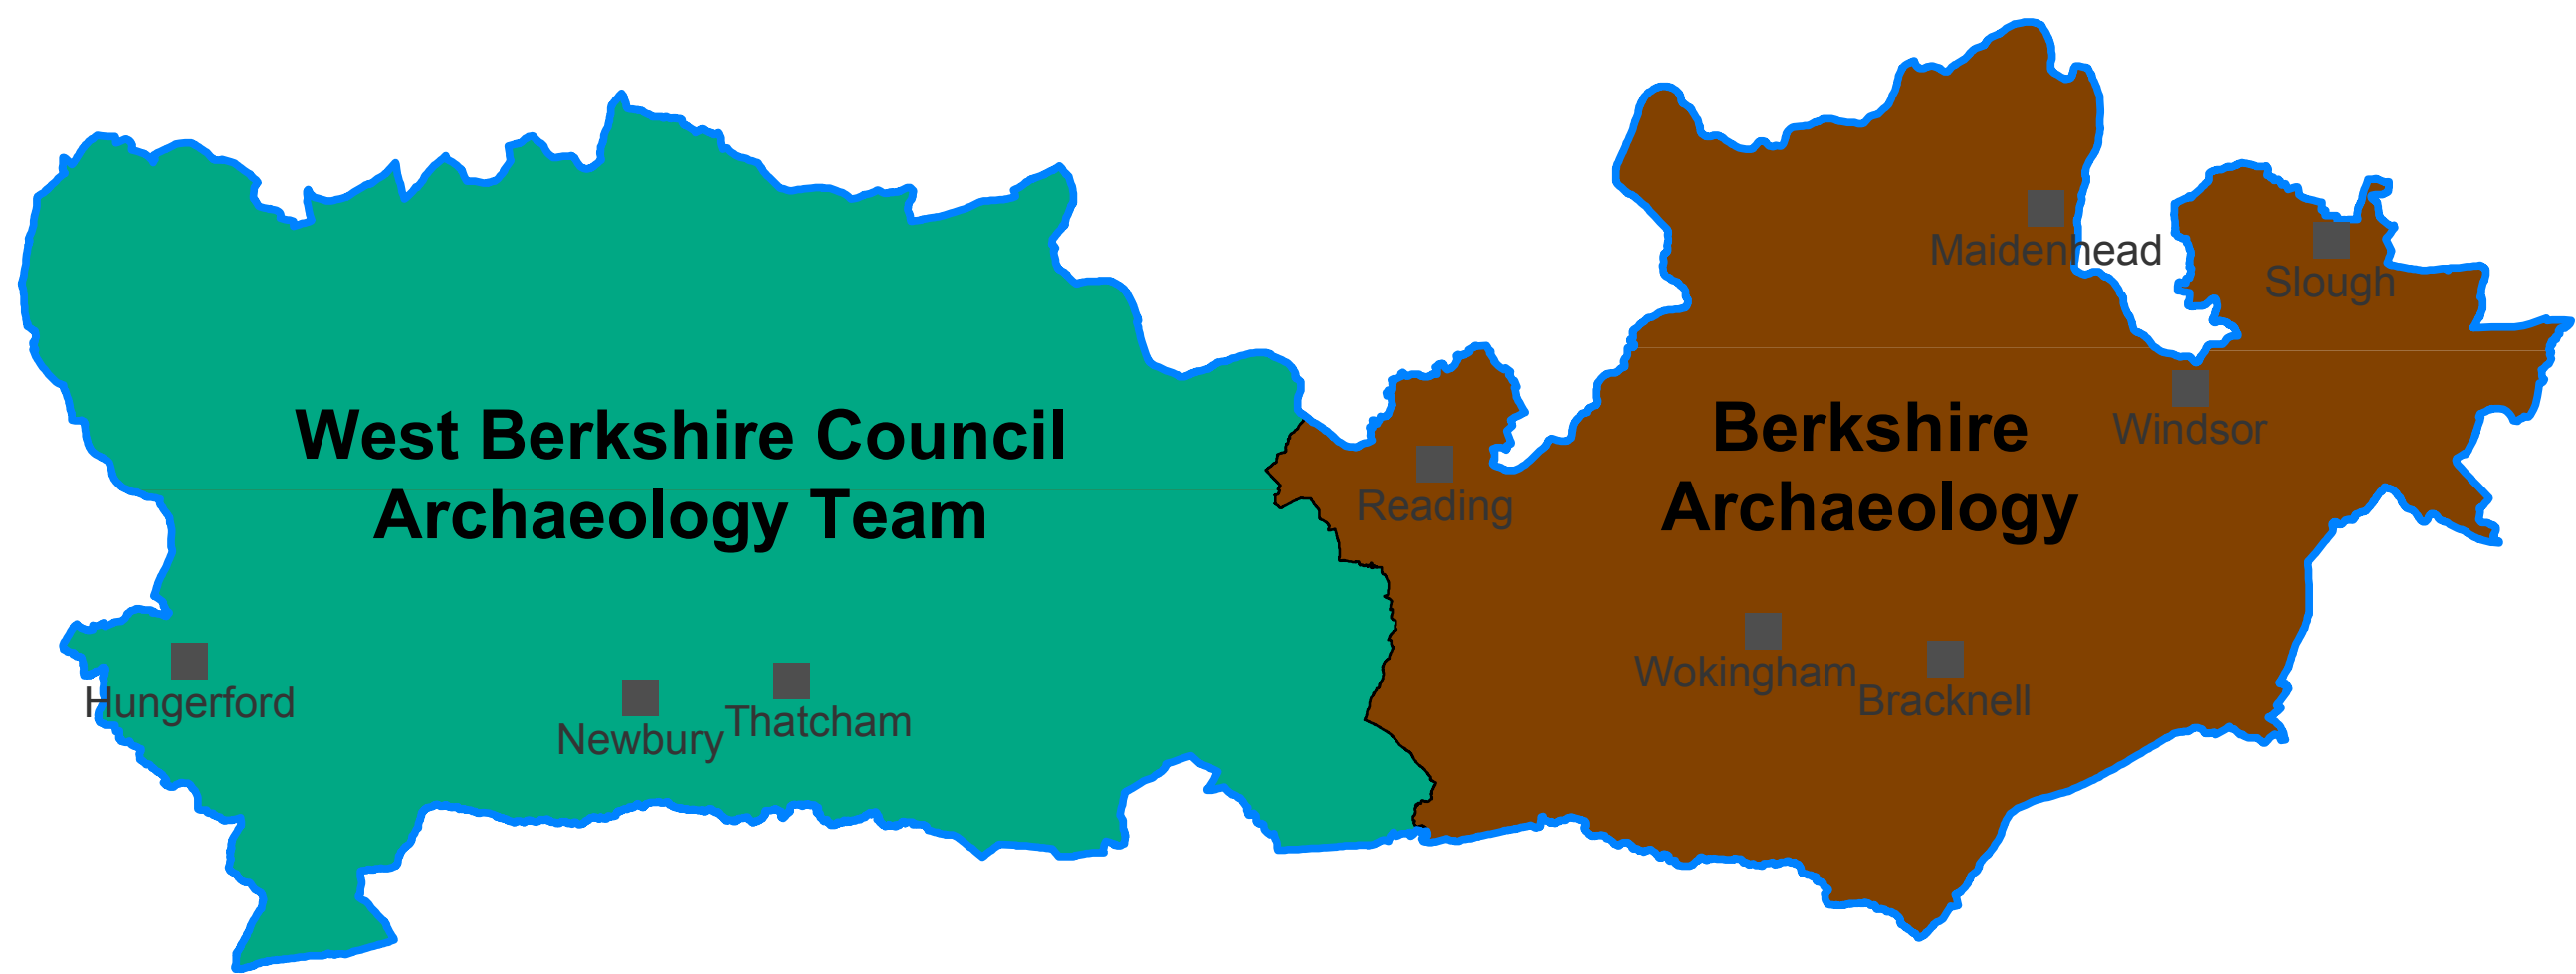 West Berkshire Council
Archaeology Team
Hungerford
Newbury
Thatcham
Berkshire
Archaeology
Maidenhead
Slough
Windsor
Reading
Wokingham
Bracknell